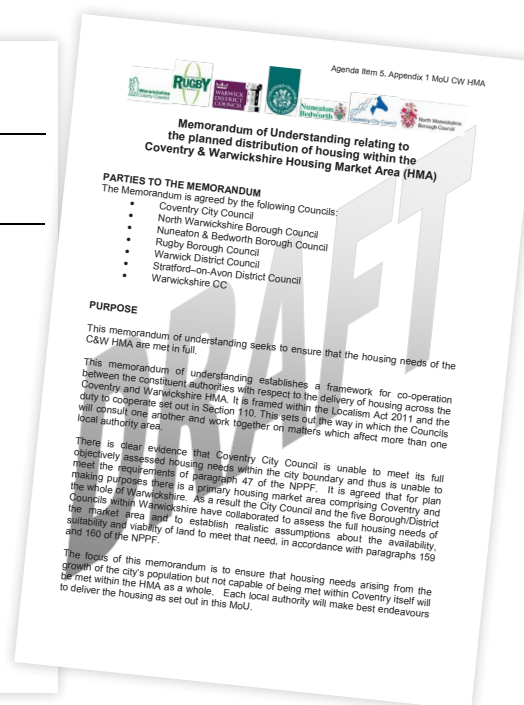 Agenda Item 5. Appendix 1 MoU CW HMA
Warwickshire
County Council
RUGBY
WARWICK
DISTRICT
COUNCIL
Nuneaton
Bedworth
Coventry City Council
North Warwickshire
Borough Council
Memorandum of Understanding relating to
the planned distribution of housing within the
Coventry & Warwickshire Housing Market Area (HMA)
PARTIES TO THE MEMORANDUM
The Memorandum is agreed by the following Councils:
• Coventry City Council
• North Warwickshire Borough Council
• Nuneaton & Bedworth Borough Council
• Rugby Borough Council
• Warwick District Council
• Stratford–on-Avon District Council
• Warwickshire CC
PURPOSE
This memorandum of understanding seeks to ensure that the housing needs of the
C&W HMA are met in full.
This memorandum of understanding establishes a framework for co-operation
between the constituent authorities with respect to the delivery of housing across the
Coventry and Warwickshire HMA. It is framed within the Localism Act 2011 and the
duty to cooperate set out in Section 110. This sets out the way in which the Councils
will consult one another and work together on matters which affect more than one
local authority area.
There is clear evidence that Coventry City Council is unable to meet its full
objectively assessed housing needs within the city boundary and thus is unable to
meet the requirements of paragraph 47 of the NPPF. It is agreed that for plan
making purposes there is a primary housing market area comprising Coventry and
the whole of Warwickshire. As a result the City Council and the five Borough/District
Councils within Warwickshire have collaborated to assess the full housing needs of
the market area and to establish realistic assumptions about the availability,
suitability and viability of land to meet that need, in accordance with paragraphs 159
and 160 of the NPPF.
The focus of this memorandum is to ensure that housing needs arising from the
growth of the city's population but not capable of being met within Coventry itself will
be met within the HMA as a whole. Each local authority will make best endeavours
to deliver the housing as set out in this MoU.
DRAFT